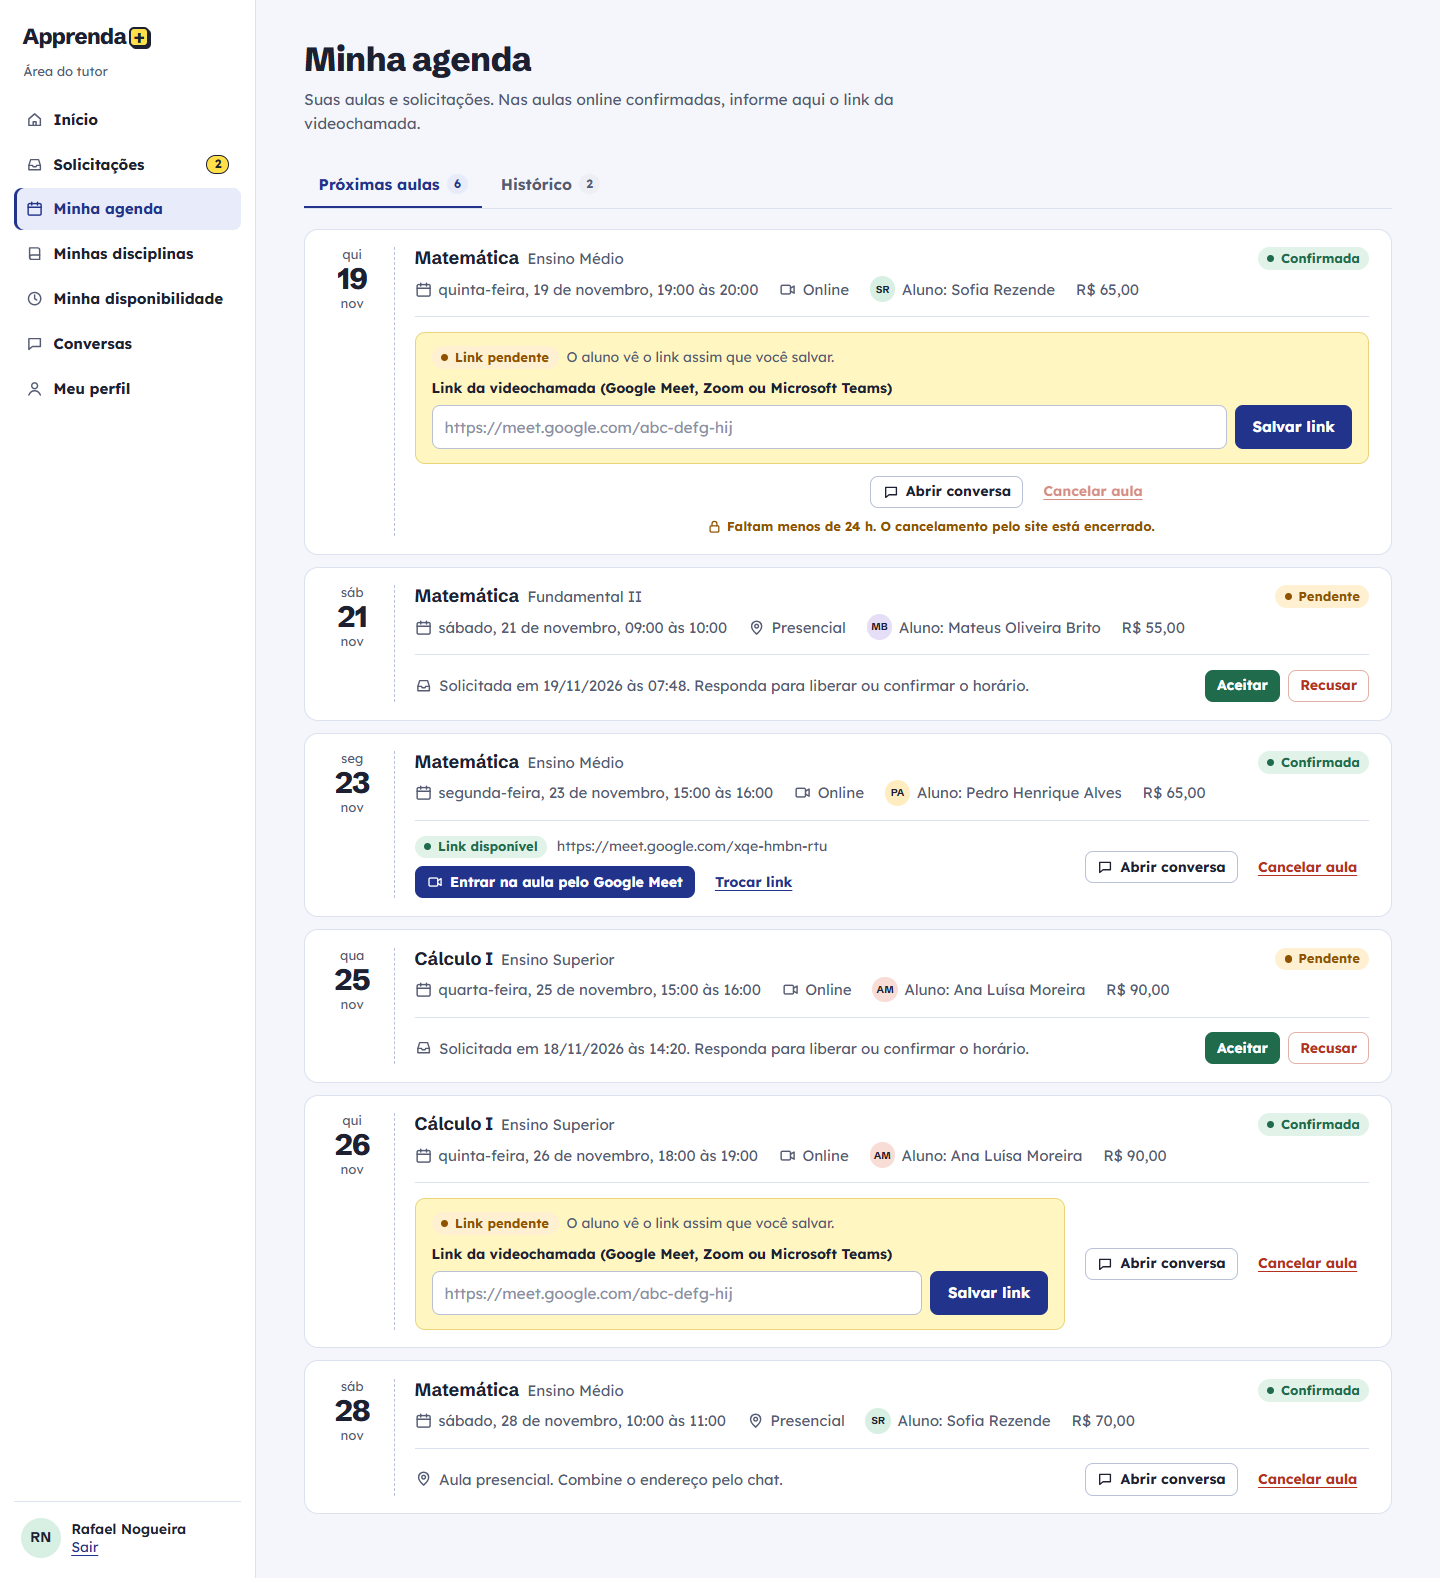 Apprenda+
Área do tutor
Início
Solicitações 2
Minha agenda
Minhas disciplinas
Minha disponibilidade
Conversas
Meu perfil
RN
Rafael Nogueira
Sair
Minha agenda
Suas aulas e solicitações. Nas aulas online confirmadas, informe aqui o link da
videochamada.
Próximas aulas 6 Histórico 2
qui
19
nov
Matemática Ensino Médio Confirmada
quinta-feira, 19 de novembro, 19:00 às 20:00 Online SR Aluno: Sofia Rezende R$ 65,00
Link pendente O aluno vê o link assim que você salvar.
Link da videochamada (Google Meet, Zoom ou Microsoft Teams)
https://meet.google.com/abc-defg-hij Salvar link
Abrir conversa Cancelar aula
Faltam menos de 24 h. O cancelamento pelo site está encerrado.
sáb
21
nov
Matemática Fundamental II Pendente
sábado, 21 de novembro, 09:00 às 10:00 Presencial MB Aluno: Mateus Oliveira Brito R$ 55,00
Solicitada em 19/11/2026 às 07:48. Responda para liberar ou confirmar o horário. Aceitar Recusar
seg
23
nov
Matemática Ensino Médio Confirmada
segunda-feira, 23 de novembro, 15:00 às 16:00 Online PA Aluno: Pedro Henrique Alves R$ 65,00
Link disponível https://meet.google.com/xqe-hmbn-rtu
Entrar na aula pelo Google Meet Trocar link Abrir conversa Cancelar aula
qua
25
nov
Cálculo I Ensino Superior Pendente
quarta-feira, 25 de novembro, 15:00 às 16:00 Online AM Aluno: Ana Luísa Moreira R$ 90,00
Solicitada em 18/11/2026 às 14:20. Responda para liberar ou confirmar o horário. Aceitar Recusar
qui
26
nov
Cálculo I Ensino Superior Confirmada
quinta-feira, 26 de novembro, 18:00 às 19:00 Online AM Aluno: Ana Luísa Moreira R$ 90,00
Link pendente O aluno vê o link assim que você salvar.
Link da videochamada (Google Meet, Zoom ou Microsoft Teams)
https://meet.google.com/abc-defg-hij Salvar link
Abrir conversa Cancelar aula
sáb
28
nov
Matemática Ensino Médio Confirmada
sábado, 28 de novembro, 10:00 às 11:00 Presencial SR Aluno: Sofia Rezende R$ 70,00
Aula presencial. Combine o endereço pelo chat. Abrir conversa Cancelar aula